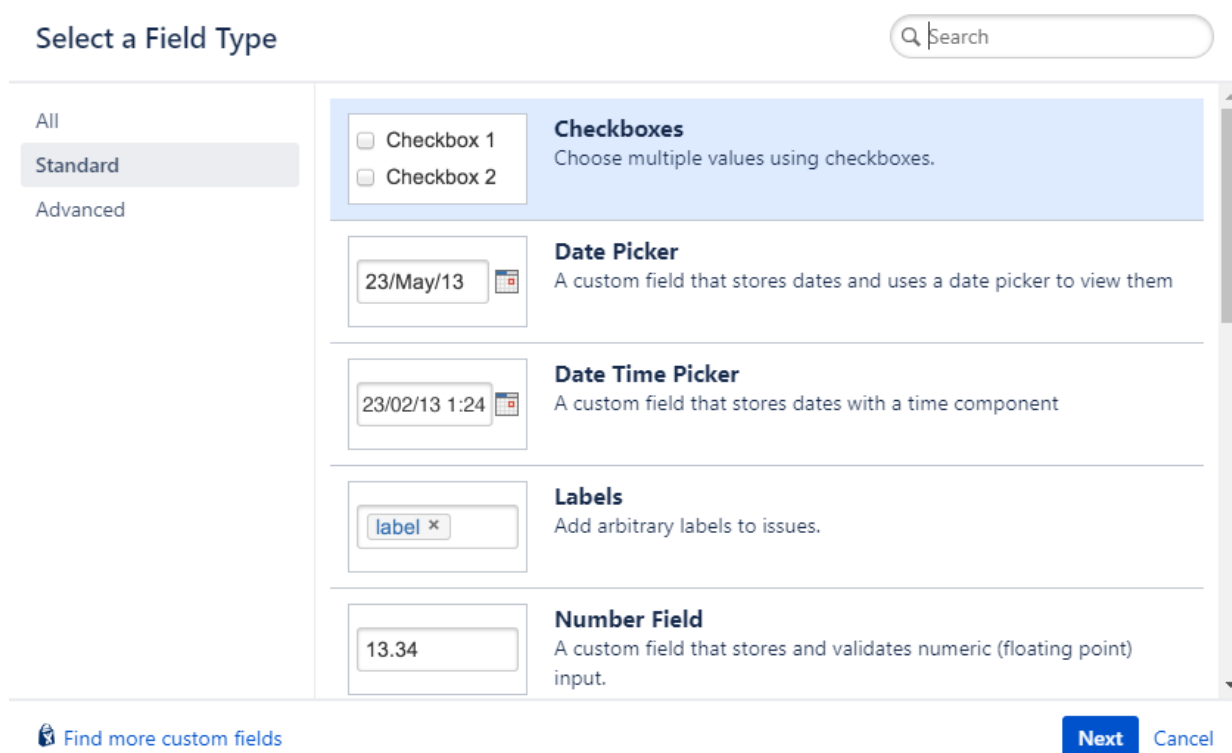 Select a Field Type
Search
All
Standard
Advanced
Checkbox 1
Checkbox 2
Checkboxes
Choose multiple values using checkboxes.
23/May/13
Date Picker
A custom field that stores dates and uses a date picker to view them
23/02/13 1:24
Date Time Picker
A custom field that stores dates with a time component
label ×
Labels
Add arbitrary labels to issues.
13.34
Number Field
A custom field that stores and validates numeric (floating point)
input.
Find more custom fields
Next
Cancel